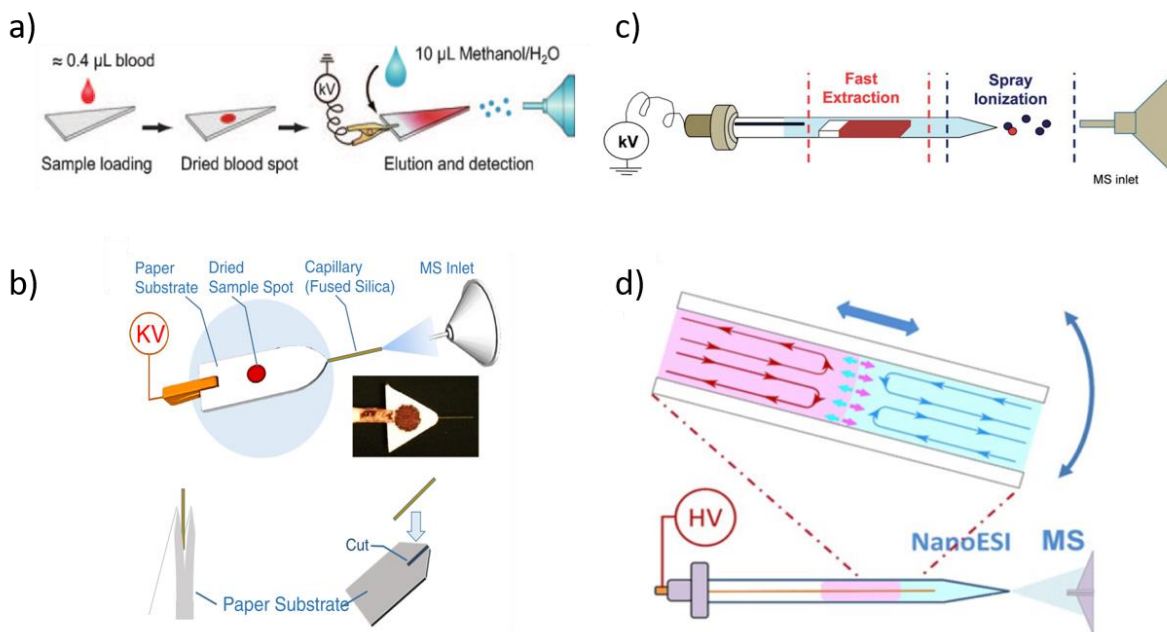 a)
≈ 0.4 µL blood
10 µL Methanol/H₂O
kV
Sample loading
Dried blood spot
Elution and detection
c)
Fast
Extraction
Spray
Ionization
kV
MS inlet
b)
Paper
Substrate
Dried
Sample Spot
Capillary
(Fused Silica)
MS Inlet
KV
Cut
Paper Substrate
d)
HV
NanoESI
MS